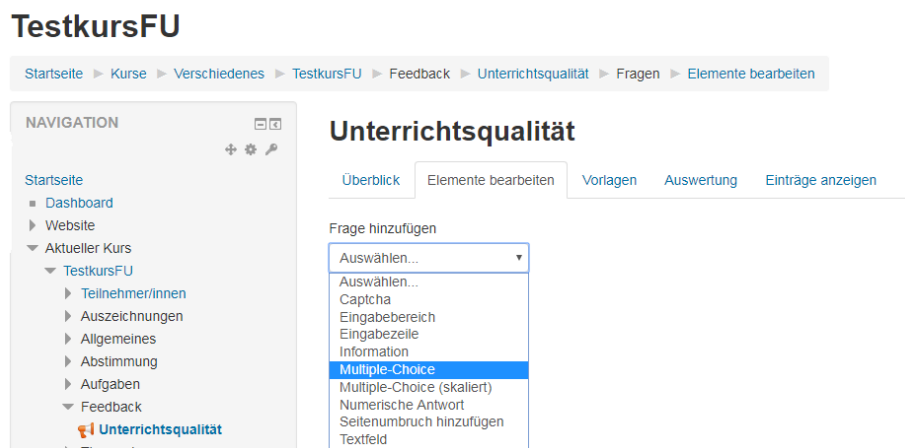 TestkursFU
Startseite ▶ Kurse ▶ Verschiedenes ▶ TestkursFU ▶ Feedback ▶ Unterrichtsqualität ▶ Fragen ▶ Elemente bearbeiten
NAVIGATION
Startseite
Dashboard
Website
Aktueller Kurs
TestkursFU
Teilnehmer/innen
Auszeichnungen
Allgemeines
Abstimmung
Aufgaben
Feedback
Unterrichtsqualität
Unterrichtsqualität
Überblick Elemente bearbeiten Vorlagen Auswertung Einträge anzeigen
Frage hinzufügen
Auswählen...
Auswählen...
Captcha
Eingabebereich
Eingabezeile
Information
Multiple-Choice
Multiple-Choice (skaliert)
Numerische Antwort
Seitenumbruch hinzufügen
Textfeld